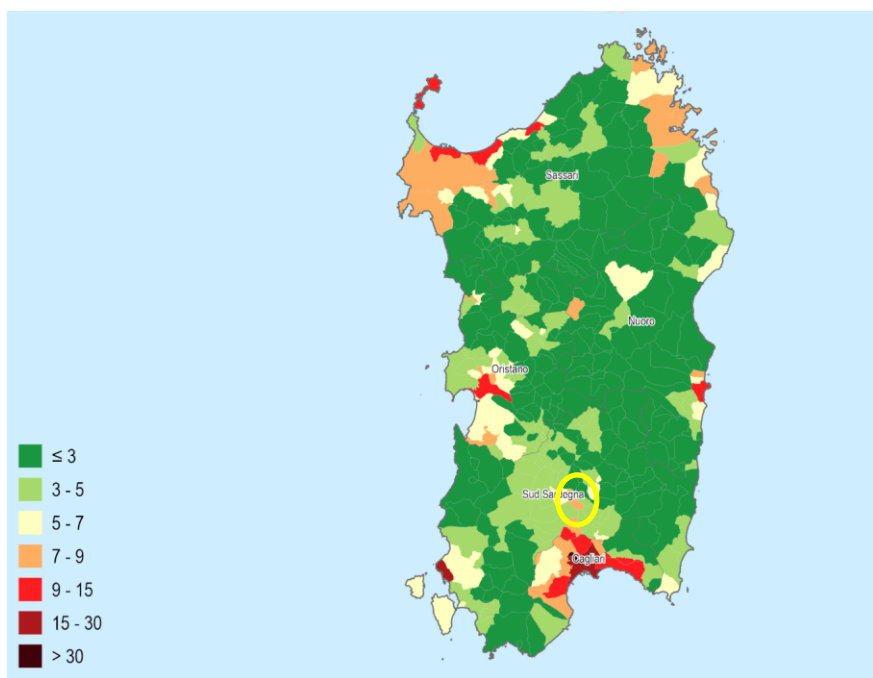 Sassari
Nuoro
Oristano
Sud Sardegna
Cagliari
≤ 3
3 - 5
5 - 7
7 - 9
9 - 15
15 - 30
> 30